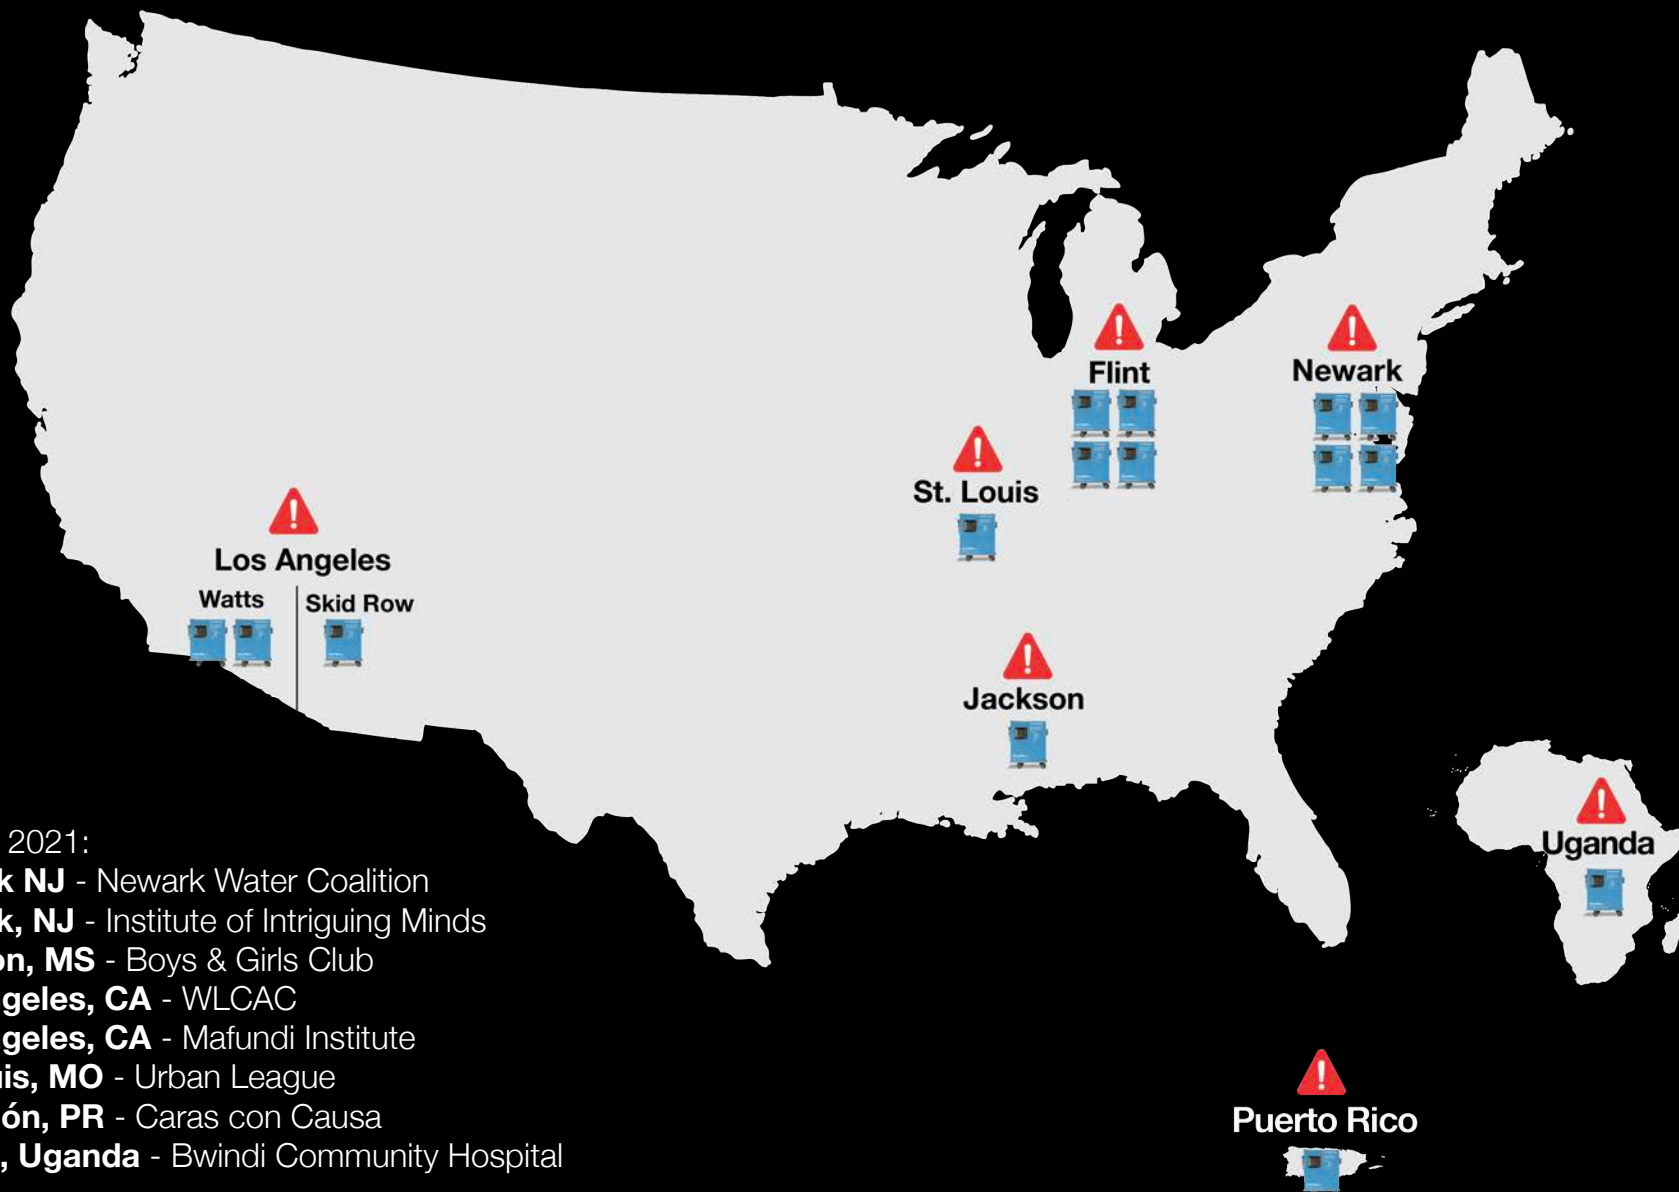 Flint
Newark
St. Louis
Los Angeles
Watts
Skid Row
Jackson
Uganda
2021:
k NJ - Newark Water Coalition
k, NJ - Institute of Intriguing Minds
on, MS - Boys & Girls Club
geles, CA - WLCAC
geles, CA - Mafundi Institute
uis, MO - Urban League
ón, PR - Caras con Causa
, Uganda - Bwindi Community Hospital
Puerto Rico